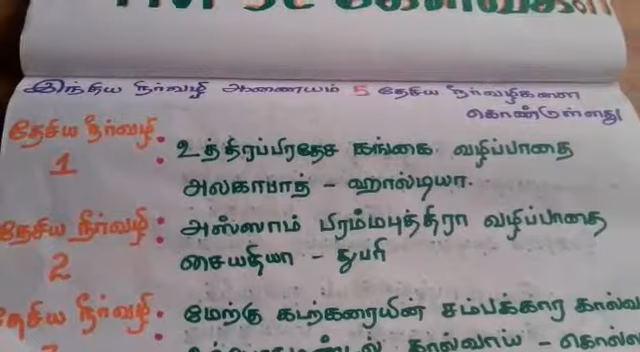 இந்திய நீர்வழி ஆணையம் 5 தேசிய நீர்வழிகளை
கொண்டுள்ளது
தேசிய நீர்வழி 1 : உத்திரப்பிரதேச கங்கை வழிப்பாதை
அலகாபாத் - ஹால்டியா.
தேசிய நீர்வழி 2 : அஸ்ஸாம் பிரம்மபுத்திரா வழிப்பாதை
சையதியா - துபரி
தேசிய நீர்வழி : மேற்கு கடற்கரையின் சம்பக்கார
கால்வாய் -